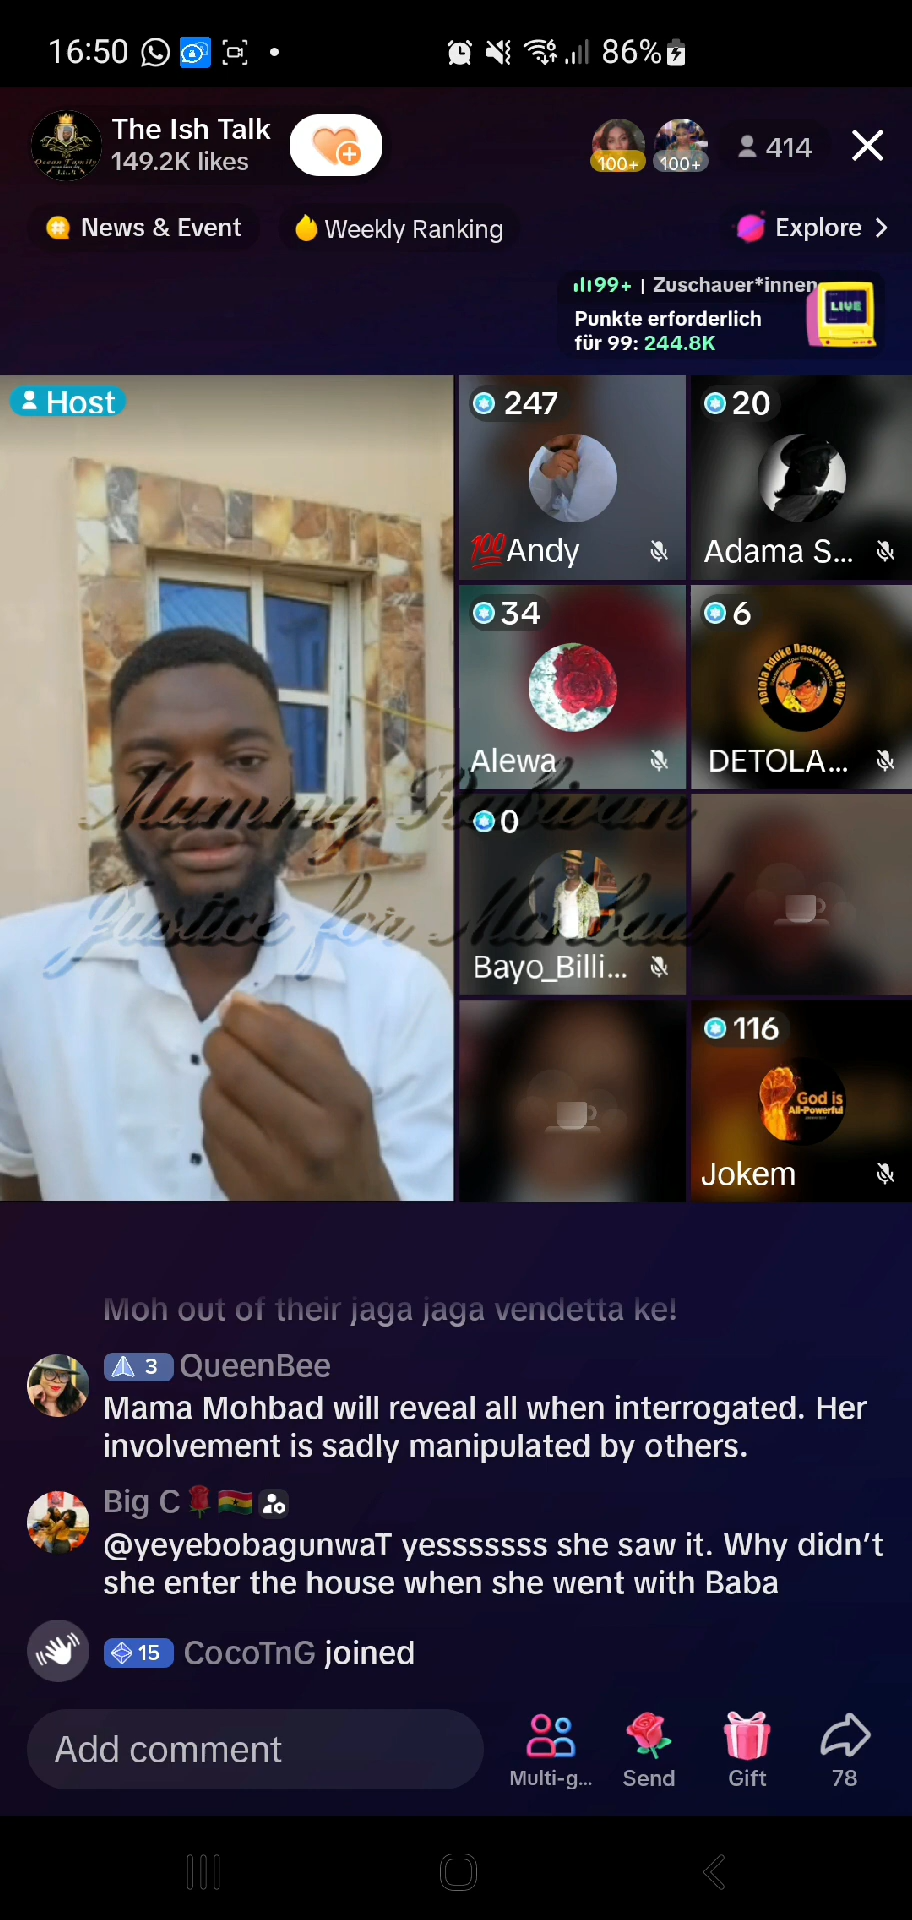 16:50
86%
The Ish Talk
149.2K likes
100+
100+
414
News & Event
Weekly Ranking
Explore
99+ | Zuschauer*innen
Punkte erforderlich
für 99: 244.8K
LIVE
Host
247
20
💯Andy
Adama S...
34
6
Detola Adoke Dasweetest Bica
Alewa
DETOLA...
Mummy
0
Justice for Mohbad
Bayo_Billi...
116
God is
All-Powerful
Jokem
Moh out of their jaga jaga vendetta ke!
3 QueenBee
Mama Mohbad will reveal all when interrogated. Her
involvement is sadly manipulated by others.
Big C🌹🇬🇭
@yeyebobagunwaT yesssssss she saw it. Why didn’t
she enter the house when she went with Baba
15 CocoTnG joined
Add comment
Multi-g...
Send
Gift
78